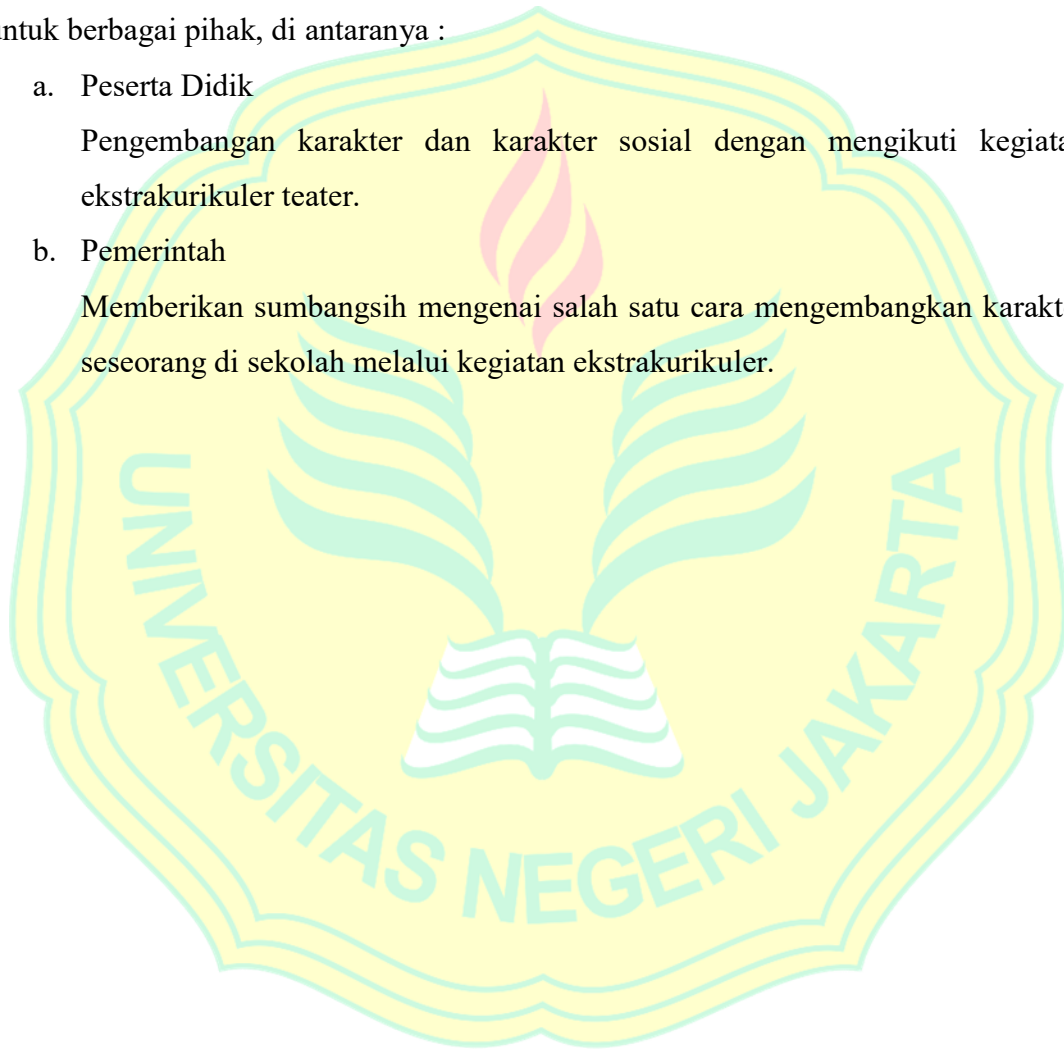 untuk berbagai pihak, di antaranya :
a. Peserta Didik
Pengembangan karakter dan karakter sosial dengan mengikuti kegiata
ekstrakurikuler teater.
b. Pemerintah
Memberikan sumbangsih mengenai salah satu cara mengembangkan karakt
seseorang di sekolah melalui kegiatan ekstrakurikuler.
UNIVERSITAS NEGERI JAKARTA